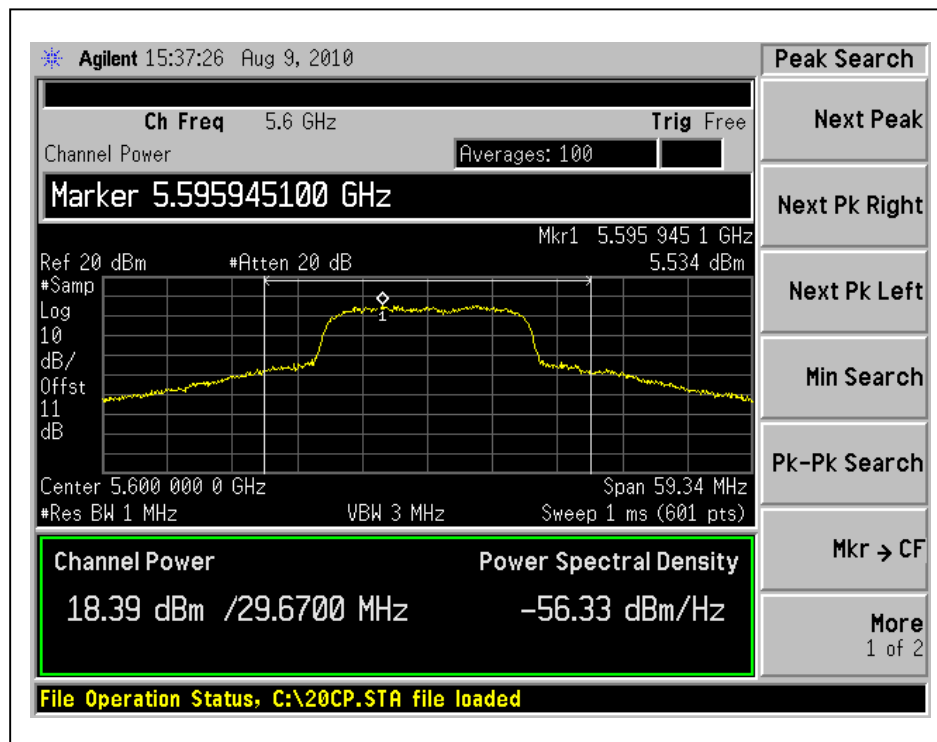 Agilent 15:37:26 Aug 9, 2010
Peak Search
Ch Freq 5.6 GHz Trig Free
Channel Power Averages: 100
Marker 5.595945100 GHz
Mkr1 5.595 945 1 GHz
Ref 20 dBm #Atten 20 dB 5.534 dBm
#Samp
Log
10
dB/
Offst
11
dB
1
Center 5.600 000 0 GHz Span 59.34 MHz
#Res BW 1 MHz VBW 3 MHz Sweep 1 ms (601 pts)
Channel Power Power Spectral Density
18.39 dBm /29.6700 MHz -56.33 dBm/Hz
File Operation Status, C:\20CP.STA file loaded
Next Peak
Next Pk Right
Next Pk Left
Min Search
Pk-Pk Search
Mkr → CF
More
1 of 2